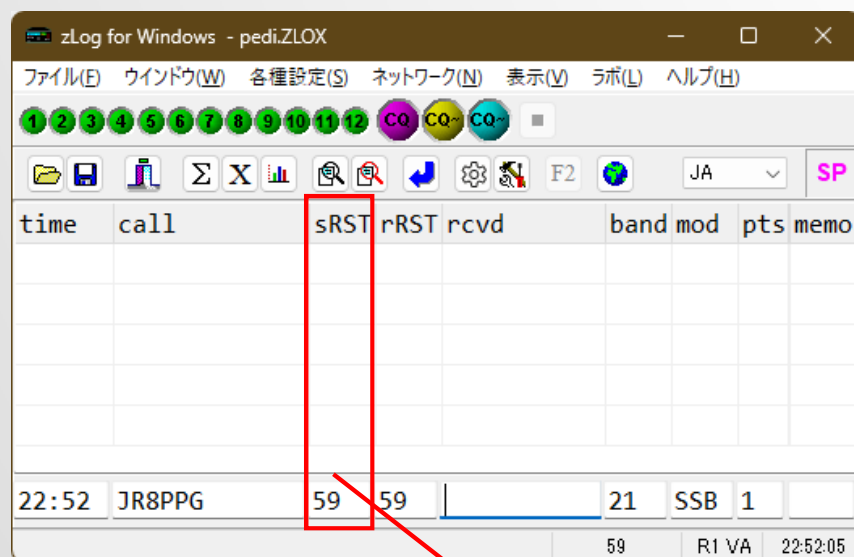 zLog for Windows - pedi.ZLOX
ファイル(F) ウインドウ(W) 各種設定(S) ネットワーク(N) 表示(V) ラボ(L) ヘルプ(H)
1 2 3 4 5 6 7 8 9 10 11 12 CQ CQ~ CQ~
Σ X F2 JA SP
time call sRST rRST rcvd band mod pts memo
22:52 JR8PPG 59 59 21 SSB 1
59 R1 VA 22:52:05